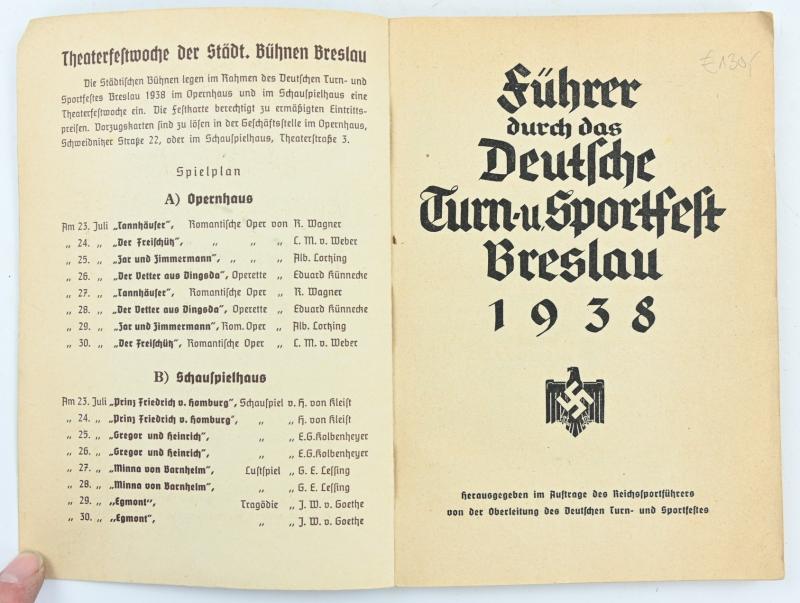 Theaterfestwoche der Städt. Bühnen Breslau
Die Städtischen Bühnen legen im Rahmen des Deutschen Turn- und
Sportfestes Breslau 1938 im Opernhaus und im Schauspielhaus eine
Theaterfestwoche ein. Die Festkarte berechtigt zu ermäßigten Eintritts-
preisen. Vorzugskarten sind zu lösen in der Geschäftsstelle im Opernhaus,
Schweidnitzer Straße 22, oder im Schauspielhaus, Theaterstraße 3.
Spielplan
A) Opernhaus
Am 23. Juli „Tannhäuser", Romantische Oper von R. Wagner
„ 24. „ „Der Freischütz", „ „ „ C. M. v. Weber
„ 25. „ „Zar und Zimmermann", „ „ „ Alb. Lortzing
„ 26. „ „Der Vetter aus Dingsda", Operette „ Eduard Künnecke
„ 27. „ „Tannhäuser", Romantische Oper „ R. Wagner
„ 28. „ „Der Vetter aus Dingsda", Operette „ Eduard Künnecke
„ 29. „ „Zar und Zimmermann", Rom. Oper „ Alb. Lortzing
„ 30. „ „Der Freischütz", Romantische Oper „ C. M. v. Weber
B) Schauspielhaus
Am 23. Juli „Prinz Friedrich v. Homburg", Schauspiel v. H. von Kleist
„ 24. „ „Prinz Friedrich v. Homburg", „ „ H. von Kleist
„ 25. „ „Gregor und Heinrich", „ „ E.G.Kolbenheyer
„ 26. „ „Gregor und Heinrich", „ „ E.G.Kolbenheyer
„ 27. „ „Minna von Barnhelm", Lustspiel „ G. E. Lessing
„ 28. „ „Minna von Barnhelm", „ „ G. E. Lessing
„ 29. „ „Egmont", Tragödie „ J. W. v. Goethe
„ 30. „ „Egmont", „ „ J. W. v. Goethe
€130,-
Führer
durch das
Deutsche
Turn- u. Sportfest
Breslau
1938
Herausgegeben im Auftrage des Reichssportführers
von der Oberleitung des Deutschen Turn- und Sportfestes